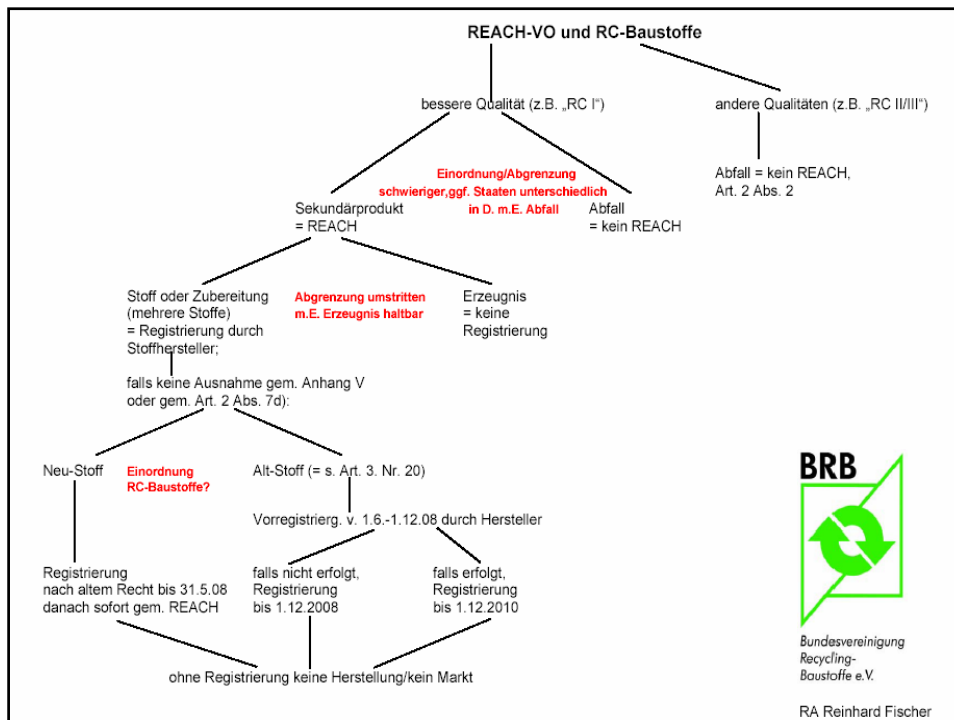 REACH-VO und RC-Baustoffe
bessere Qualität (z.B. „RC I“)
andere Qualitäten (z.B. „RC II/III“)
Abfall = kein REACH,
Art. 2 Abs. 2
Einordnung/Abgrenzung
schwieriger,ggf. Staaten unterschiedlich
in D. m.E. Abfall
Sekundärprodukt
= REACH
Abfall
= kein REACH
Stoff oder Zubereitung
(mehrere Stoffe)
= Registrierung durch
Stoffhersteller;
Abgrenzung umstritten
m.E. Erzeugnis haltbar
Erzeugnis
= keine
Registrierung
falls keine Ausnahme gem. Anhang V
oder gem. Art. 2 Abs. 7d):
Neu-Stoff
Einordnung
RC-Baustoffe?
Alt-Stoff (= s. Art. 3. Nr. 20)
Vorregistrierg. v. 1.6.-1.12.08 durch Hersteller
Registrierung
nach altem Recht bis 31.5.08
danach sofort gem. REACH
falls nicht erfolgt,
Registrierung
bis 1.12.2008
falls erfolgt,
Registrierung
bis 1.12.2010
ohne Registrierung keine Herstellung/kein Markt
BRB
Bundesvereinigung
Recycling-
Baustoffe e.V.
RA Reinhard Fischer